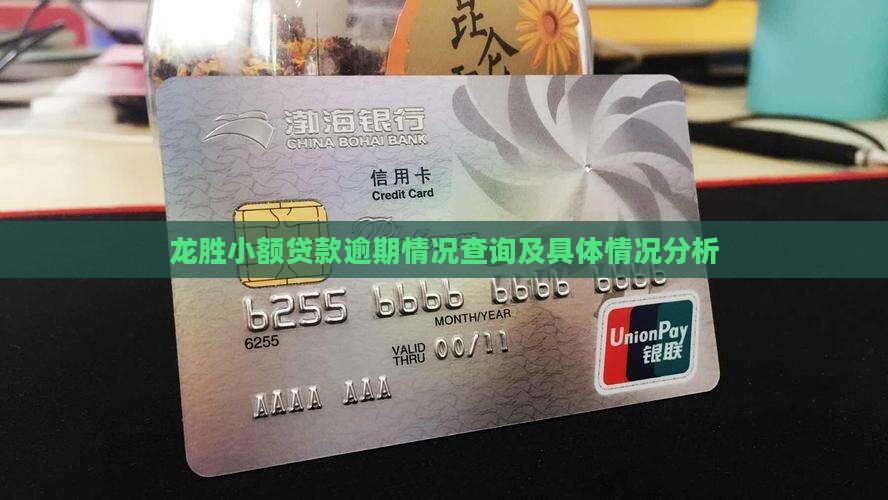 昆仑
渤海银行
CHINA BOHAI BANK
信用卡
Credit Card
龙胜小额贷款逾期情况查询及具体情况分析
6255 6666 6666 6666
6255
MONTH/YEAR
VALID THRU 00/11
UnionPay
银联
AAAA AAA